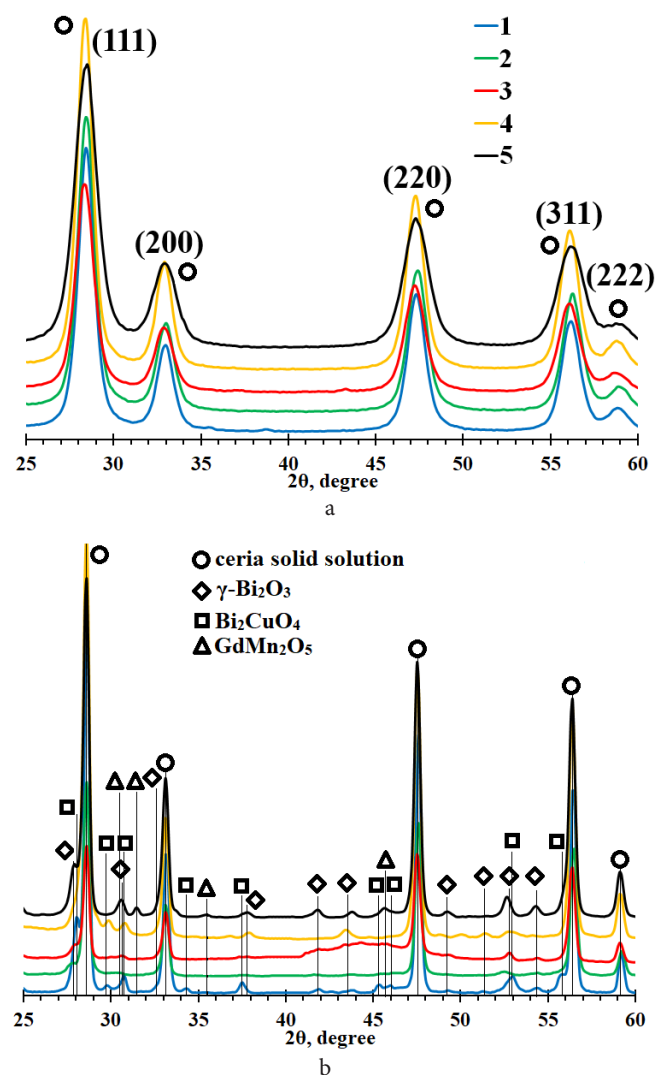 (111)
1
2
3
4
5
(220)
(311)
(200)
(222)
25 30 35 40 45 50 55 60
2θ, degree
a
ceria solid solution
γ-Bi₂O₃
Bi₂CuO₄
GdMn₂O₅
25 30 35 40 45 50 55 60
2θ, degree
b